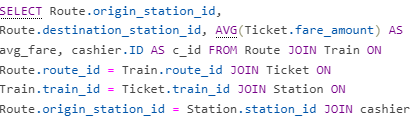 SELECT Route.origin_station_id,
Route.destination_station_id, AVG(Ticket.fare_amount) AS
avg_fare, cashier.ID AS c_id FROM Route JOIN Train ON
Route.route_id = Train.route_id JOIN Ticket ON
Train.train_id = Ticket.train_id JOIN Station ON
Route.origin_station_id = Station.station_id JOIN cashier